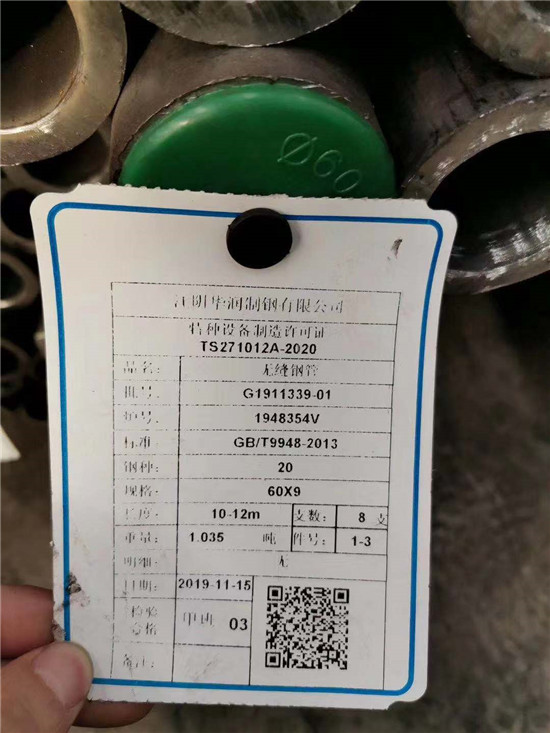 Ø60
江阴华润制钢有限公司
特种设备制造许可证
TS271012A-2020
品名: 无缝钢管
批号: G1911339-01
炉号: 1948354V
标准: GB/T9948-2013
钢种: 20
规格: 60X9
长度: 10-12m 支数: 8 支
重量: 1.035 吨 件号: 1-3
明细: 无
日期: 2019-11-15
检验合格 甲班 03
备注: